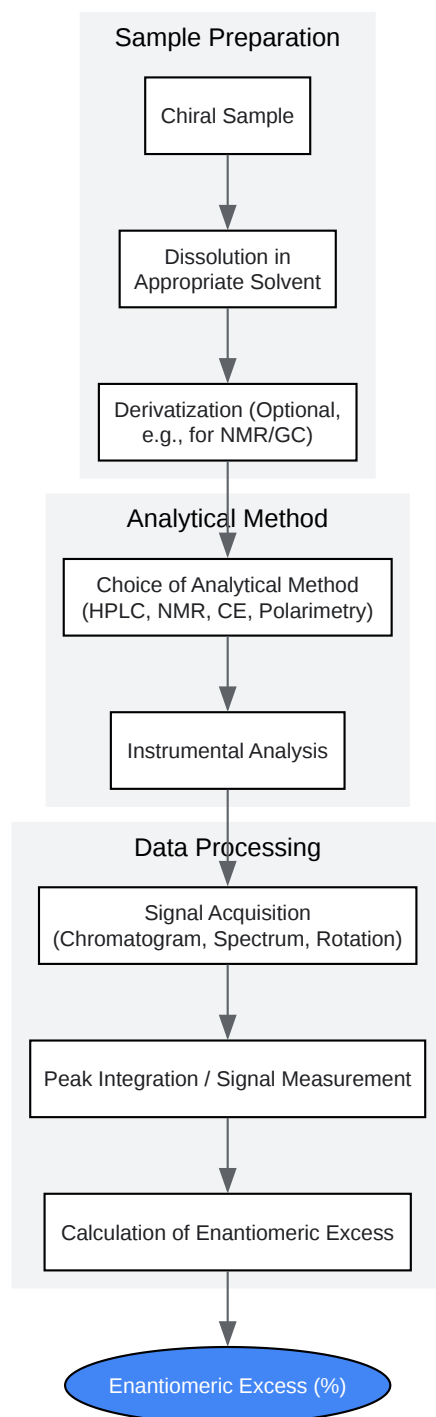 Sample Preparation
Chiral Sample
Dissolution in
Appropriate Solvent
Derivatization (Optional,
e.g., for NMR/GC)
Analytical Method
Choice of Analytical Method
(HPLC, NMR, CE, Polarimetry)
Instrumental Analysis
Data Processing
Signal Acquisition
(Chromatogram, Spectrum, Rotation)
Peak Integration / Signal Measurement
Calculation of Enantiomeric Excess
Enantiomeric Excess (%)